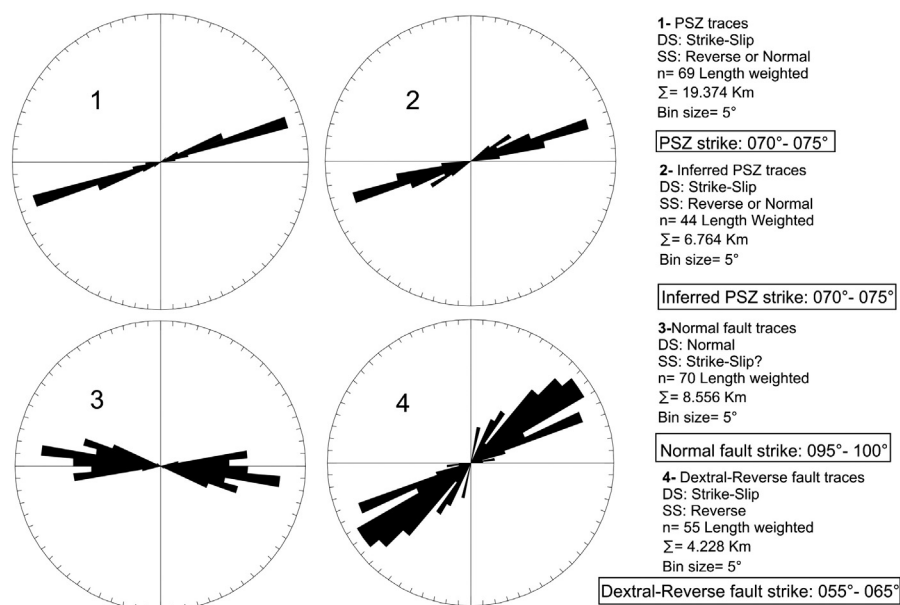 1
2
3
4
1- PSZ traces
DS: Strike-Slip
SS: Reverse or Normal
n= 69 Length weighted
∑= 19.374 Km
Bin size= 5°
PSZ strike: 070°- 075°
2- Inferred PSZ traces
DS: Strike-Slip
SS: Reverse or Normal
n= 44 Length Weighted
∑= 6.764 Km
Bin size= 5°
Inferred PSZ strike: 070°- 075°
3-Normal fault traces
DS: Normal
SS: Strike-Slip?
n= 70 Length weighted
∑= 8.556 Km
Bin size= 5°
Normal fault strike: 095°- 100°
4- Dextral-Reverse fault traces
DS: Strike-Slip
SS: Reverse
n= 55 Length weighted
∑= 4.228 Km
Bin size= 5°
Dextral-Reverse fault strike: 055°- 065°